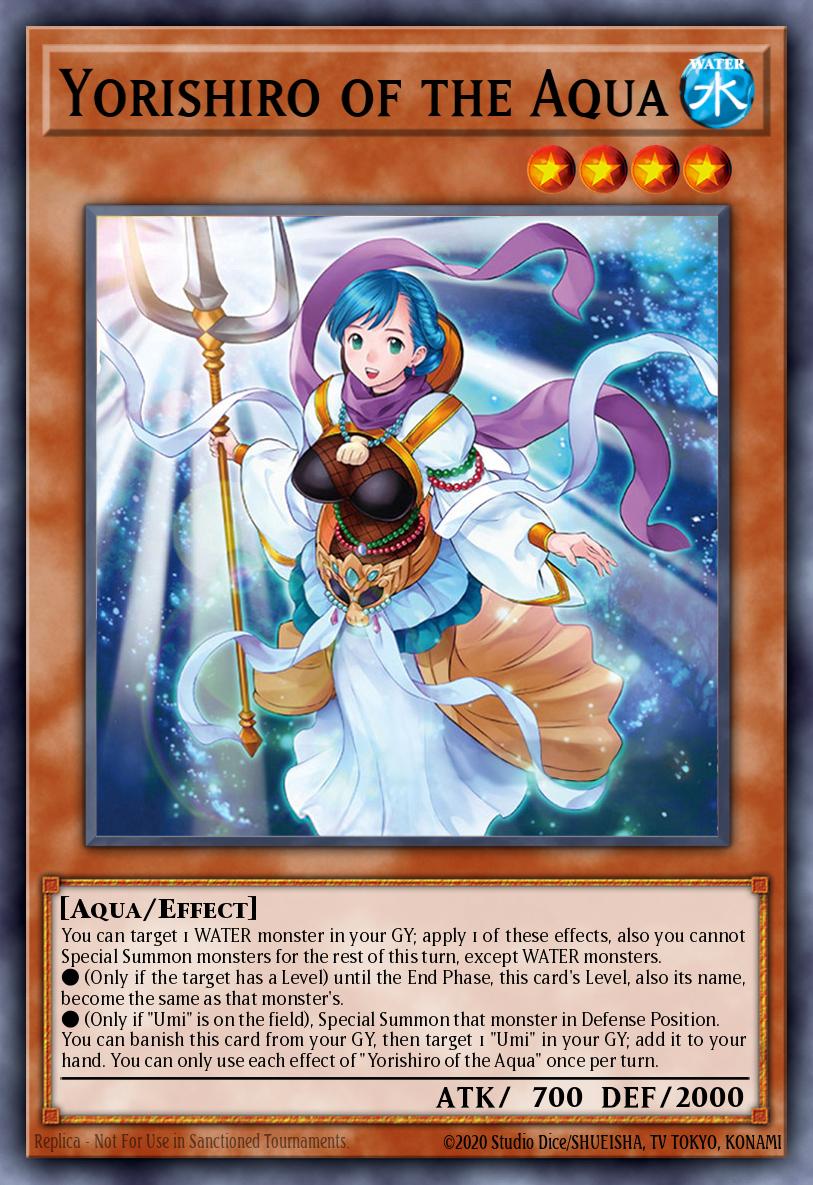 Yorishiro of the Aqua
WATER
水
[Aqua/Effect]
You can target 1 WATER monster in your GY; apply 1 of these effects, also you cannot
Special Summon monsters for the rest of this turn, except WATER monsters.
● (Only if the target has a Level) until the End Phase, this card's Level, also its name,
become the same as that monster's.
● (Only if "Umi" is on the field), Special Summon that monster in Defense Position.
You can banish this card from your GY, then target 1 "Umi" in your GY; add it to your
hand. You can only use each effect of "Yorishiro of the Aqua" once per turn.
ATK/ 700 DEF/2000
Replica - Not For Use in Sanctioned Tournaments.
©2020 Studio Dice/SHUEISHA, TV TOKYO, KONAMI